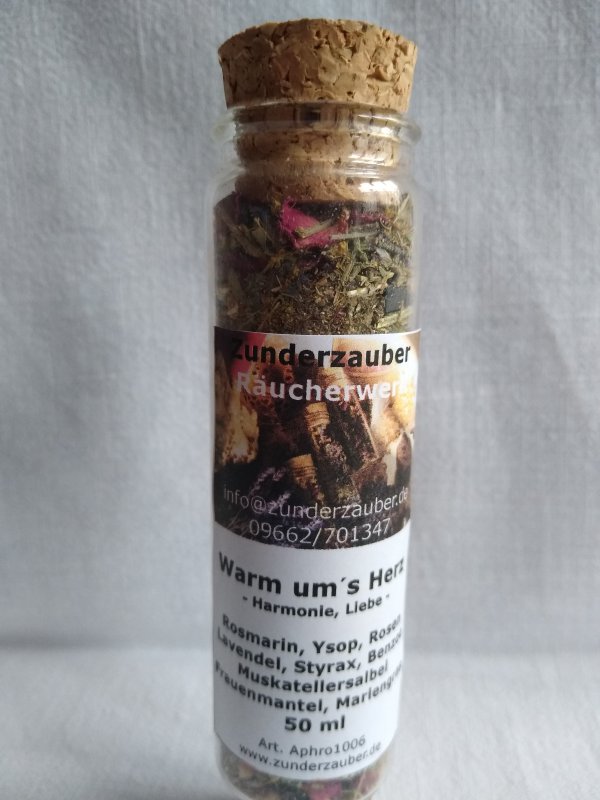 Zunderzauber
Räucherwerk
info@zunderzauber.de
09662/701347
Warm um´s Herz
- Harmonie, Liebe -
Rosmarin, Ysop, Rosen
Lavendel, Styrax,
Muskatellersalbei
Frauenmantel,
50 ml
Art. Aphro1006
www.zunderzauber.de